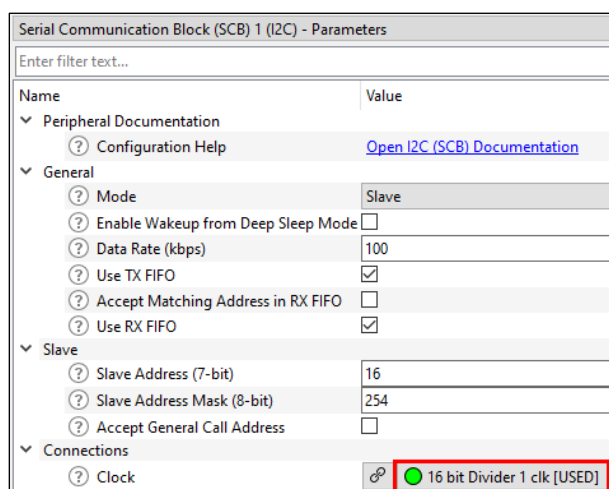 Serial Communication Block (SCB) 1 (I2C) - Parameters
Enter filter text...
Name Value
Peripheral Documentation
? Configuration Help Open I2C (SCB) Documentation
General
? Mode Slave
? Enable Wakeup from Deep Sleep Mode
? Data Rate (kbps) 100
? Use TX FIFO
? Accept Matching Address in RX FIFO
? Use RX FIFO
Slave
? Slave Address (7-bit) 16
? Slave Address Mask (8-bit) 254
? Accept General Call Address
Connections
? Clock 16 bit Divider 1 clk [USED]